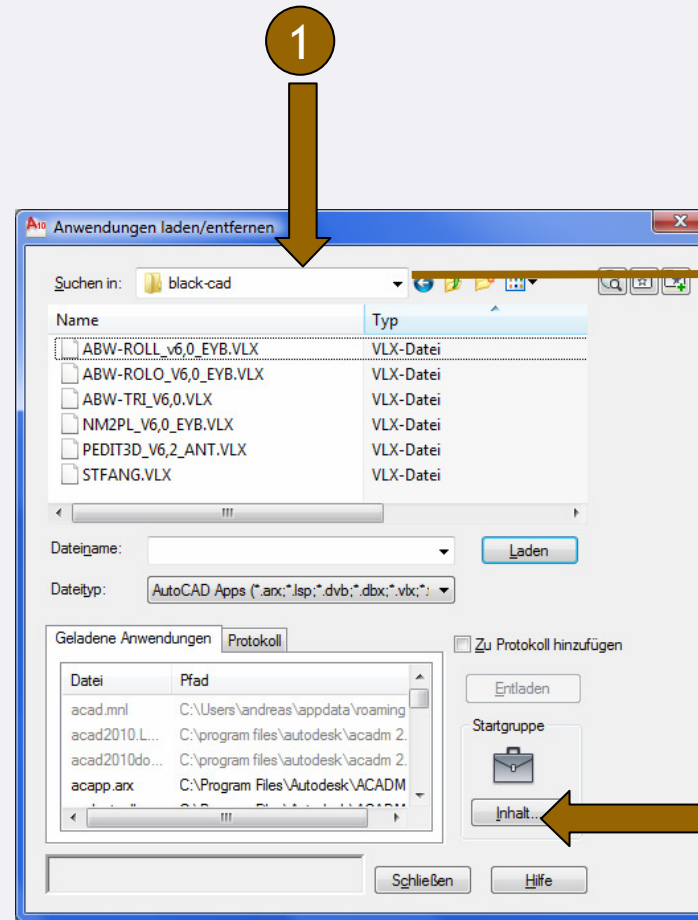 1
A10 Anwendungen laden/entfernen
x
Suchen in: black-cad
Name Typ
ABW-ROLL_v6,0_EYB.VLX VLX-Datei
ABW-ROLO_V6,0_EYB.VLX VLX-Datei
ABW-TRI_V6,0.VLX VLX-Datei
NM2PL_V6,0_EYB.VLX VLX-Datei
PEDIT3D_V6,2_ANT.VLX VLX-Datei
STFANG.VLX VLX-Datei
Dateiname: Laden
Dateityp: AutoCAD Apps (*.arx;*.lsp;*.dvb;*.dbx;*.vlx;*
Geladene Anwendungen Protokoll Zu Protokoll hinzufügen
Datei Pfad Entladen
acad.mnl C:\Users\andreas\appdata\roaming
acad2010.L... C:\program files\autodesk\acadm 2. Startgruppe
acad2010do... C:\program files\autodesk\acadm 2.
acapp.arx C:\Program Files\Autodesk\ACADM
Inhalt...
Schließen Hilfe